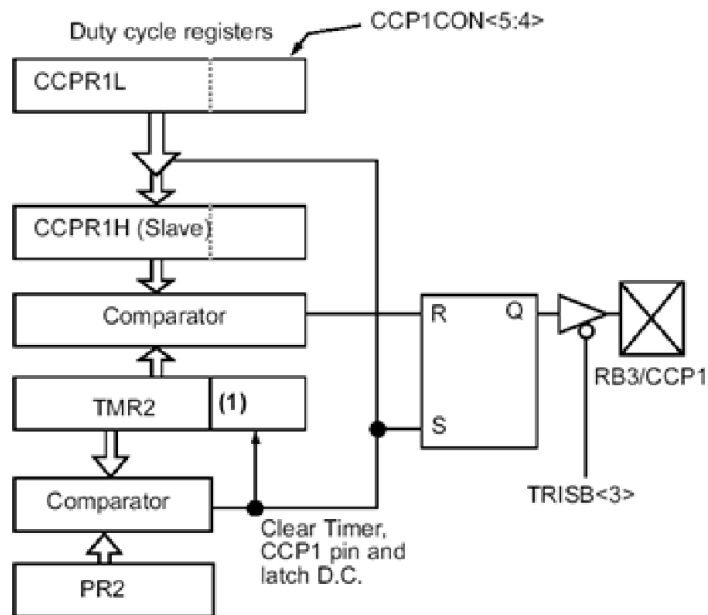 Duty cycle registers
CCP1CON<5:4>
CCPR1L
CCPR1H (Slave)
Comparator
R
Q
RB3/CCP1
TMR2
(1)
S
Comparator
TRISB<3>
Clear Timer,
CCP1 pin and
latch D.C.
PR2